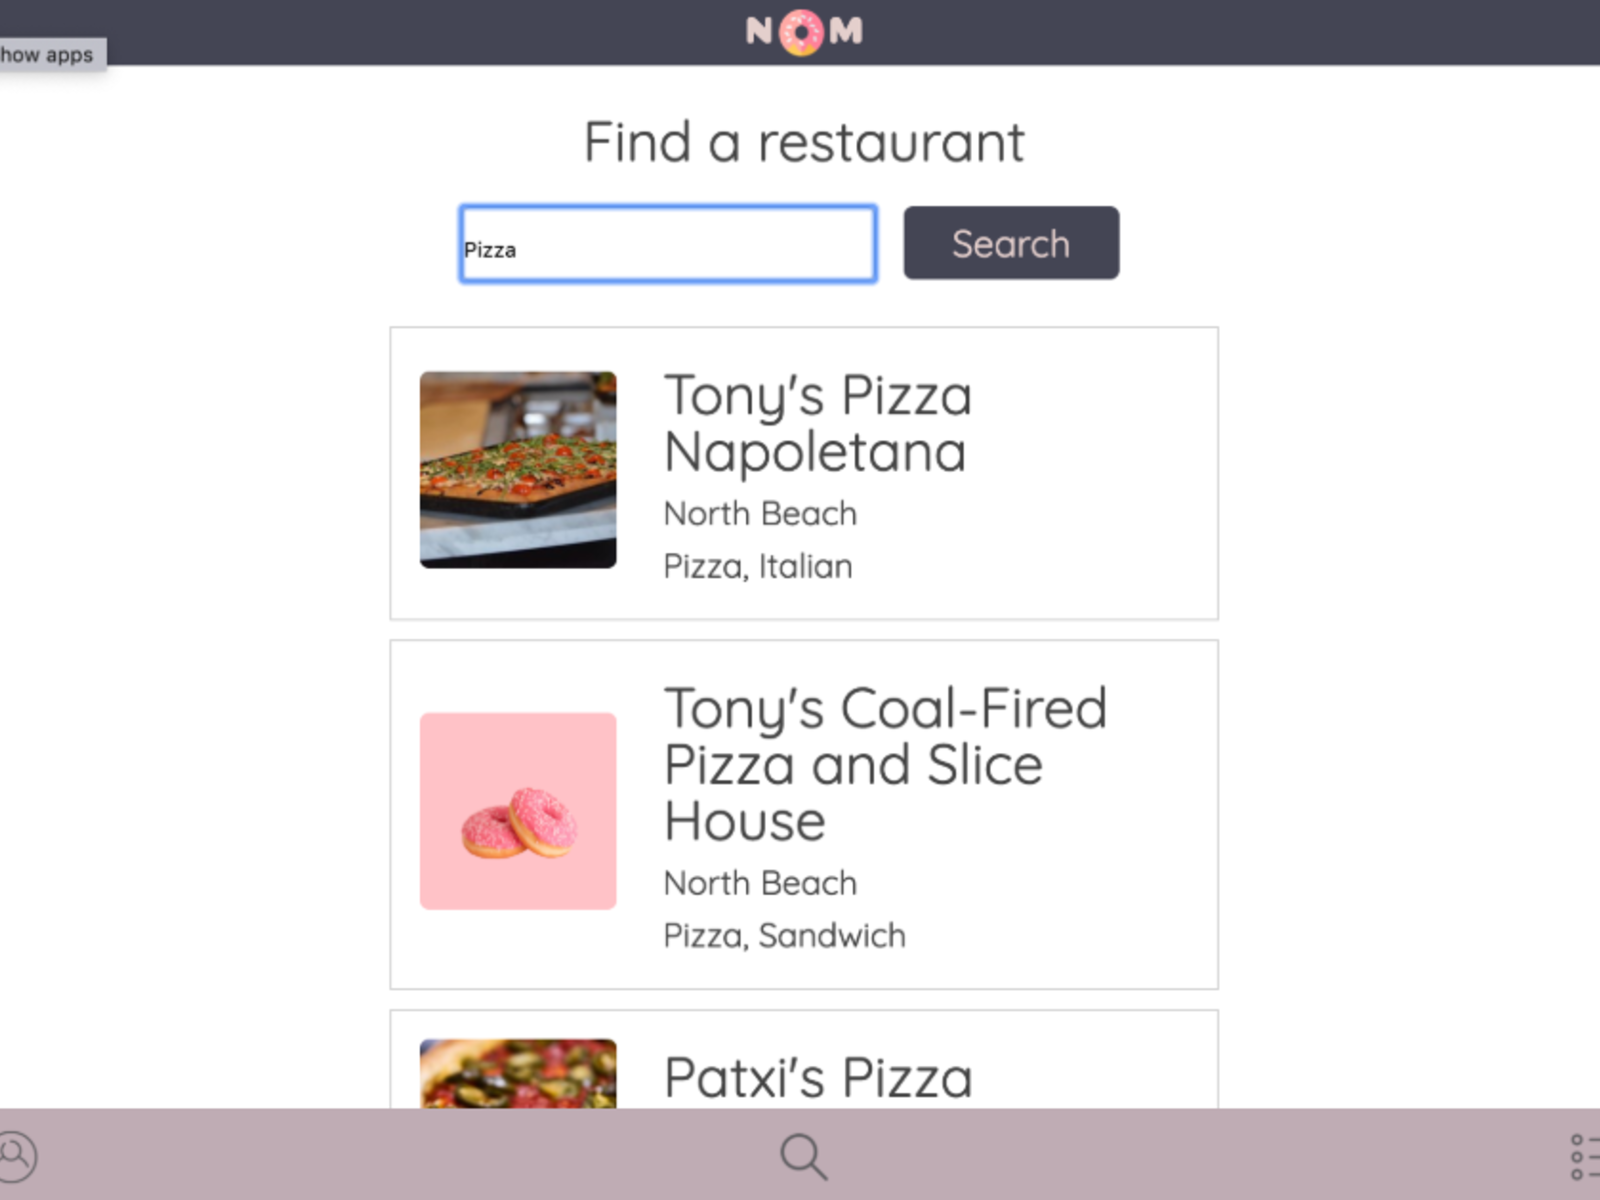 NOM
how apps
Find a restaurant
Pizza
Search
Tony's Pizza
Napoletana
North Beach
Pizza, Italian
Tony's Coal-Fired
Pizza and Slice
House
North Beach
Pizza, Sandwich
Patxi's Pizza